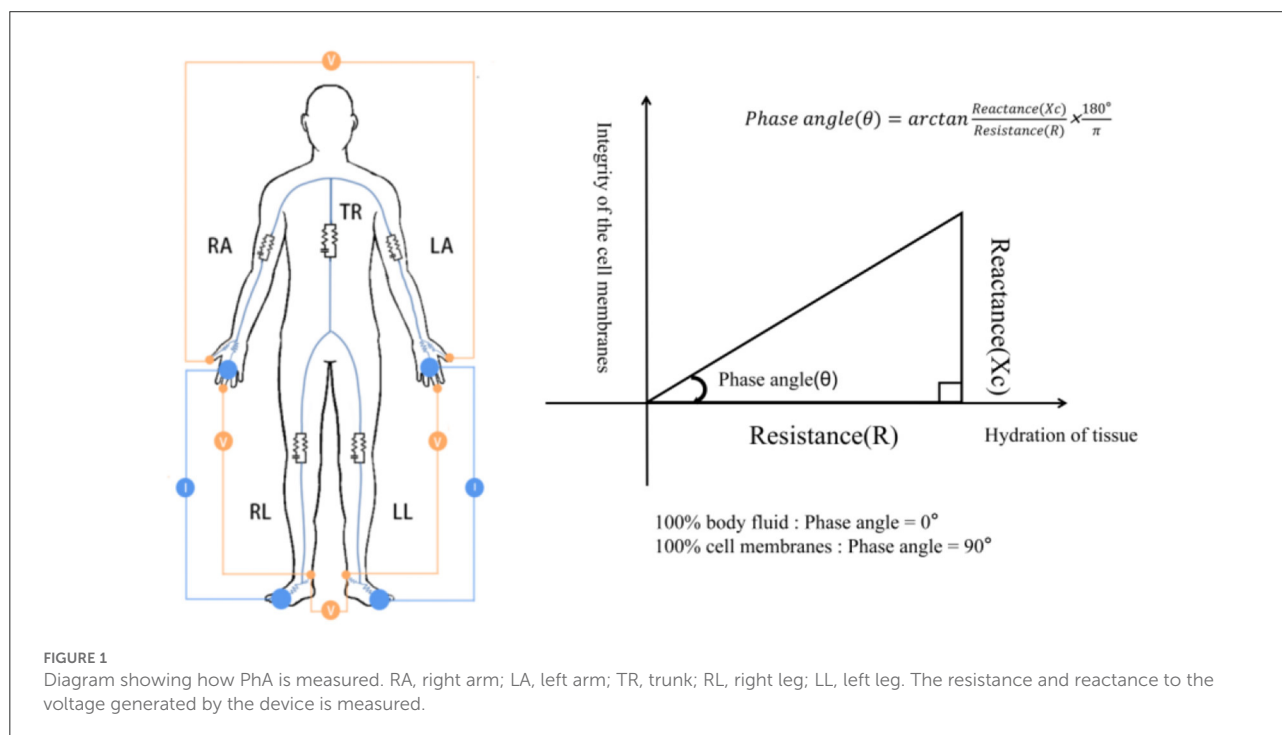 V
TR
RA
LA
V
V
I
I
RL
LL
V
Phase angle(θ) = arctan Reactance(Xc)/Resistance(R) × 180°/π
Integrity of the cell membranes
Reactance(Xc)
Phase angle(θ)
Resistance(R)
Hydration of tissue
100% body fluid : Phase angle = 0°
100% cell membranes : Phase angle = 90°
FIGURE 1
Diagram showing how PhA is measured. RA, right arm; LA, left arm; TR, trunk; RL, right leg; LL, left leg. The resistance and reactance to the
voltage generated by the device is measured.